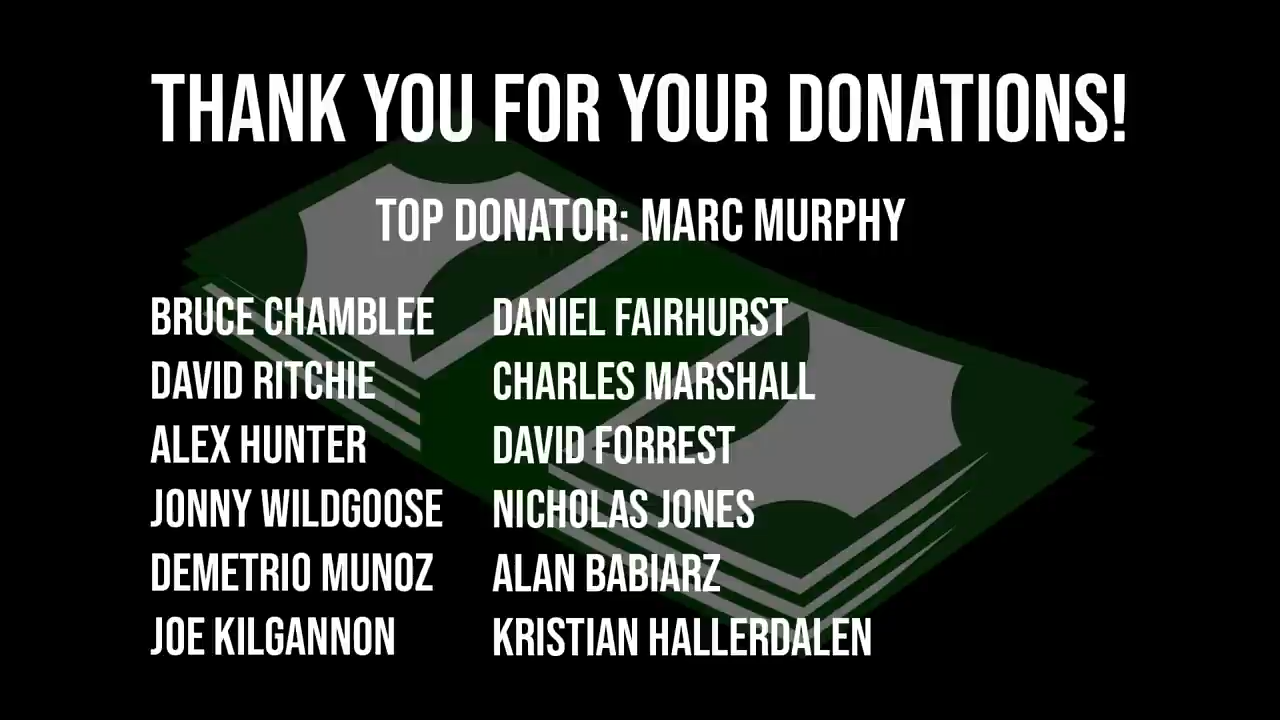 THANK YOU FOR YOUR DONATIONS!
TOP DONATOR: MARC MURPHY
BRUCE CHAMBLEE
DAVID RITCHIE
ALEX HUNTER
JONNY WILDGOOSE
DEMETRIO MUNOZ
JOE KILGANNON
DANIEL FAIRHURST
CHARLES MARSHALL
DAVID FORREST
NICHOLAS JONES
ALAN BABIARZ
KRISTIAN HALLERDALEN